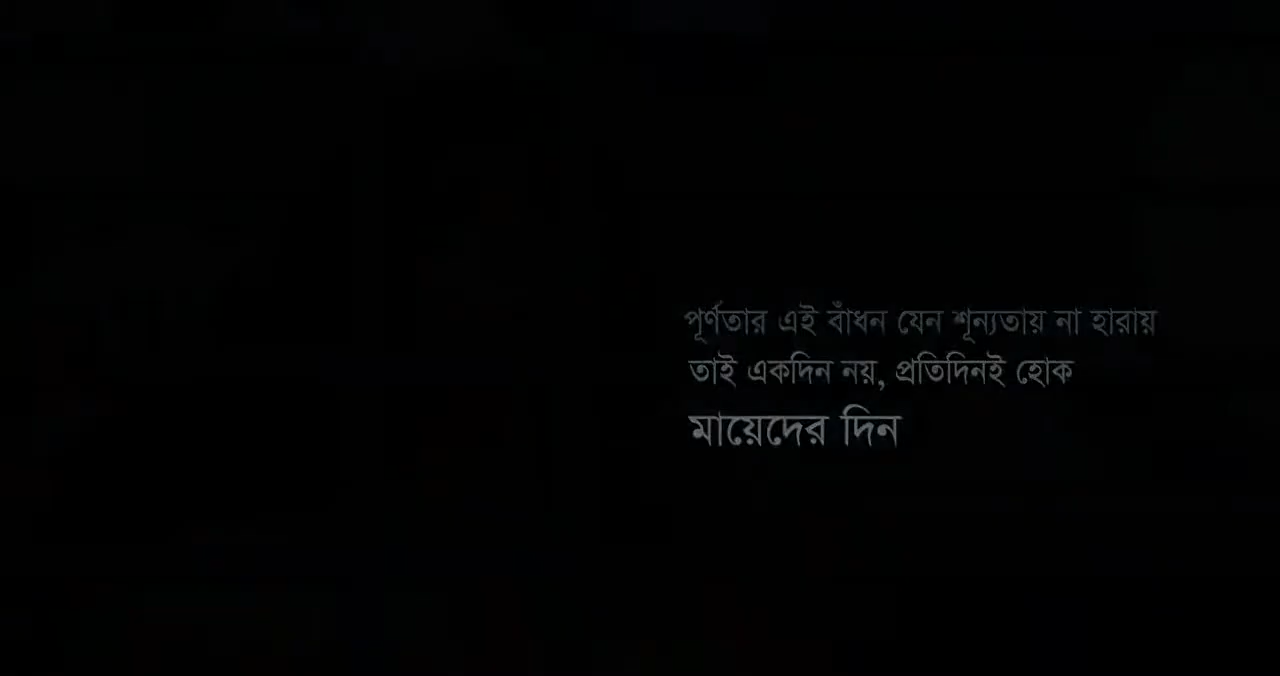 পূর্ণতার এই বাঁধন যেন শূন্যতায় না হারায়
তাই একদিন নয়, প্রতিদিনই হোক
মায়েদের দিন